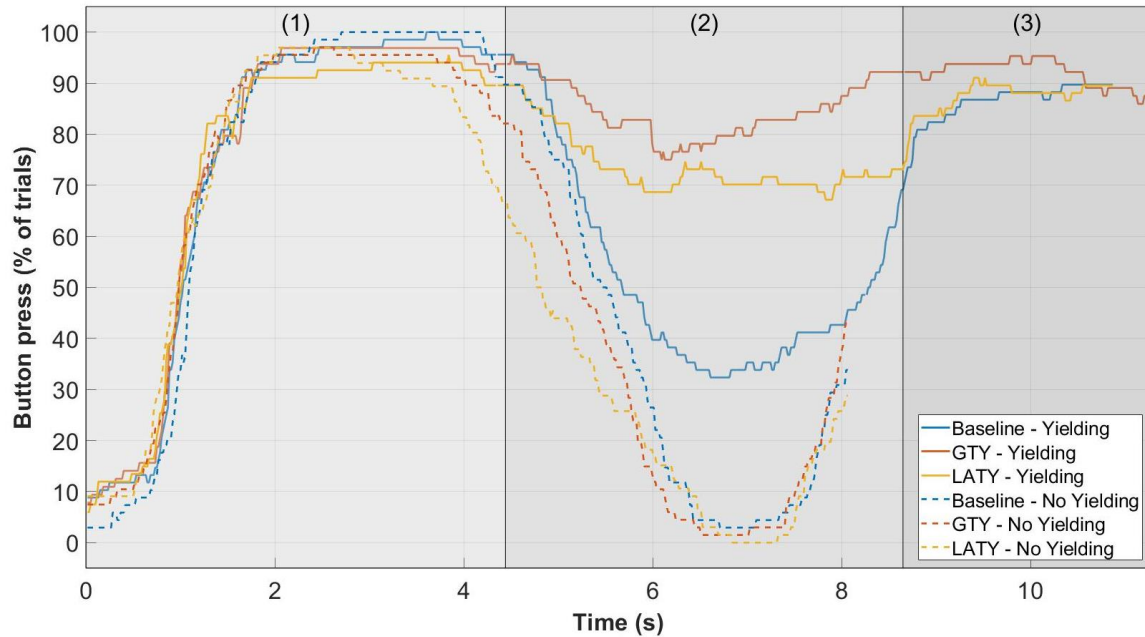 (1)
(2)
(3)
Button press (% of trials)
100
90
80
70
60
50
40
30
20
10
0
Baseline - Yielding
GTY - Yielding
LATY - Yielding
Baseline - No Yielding
GTY - No Yielding
LATY - No Yielding
0
2
4
6
8
10
Time (s)